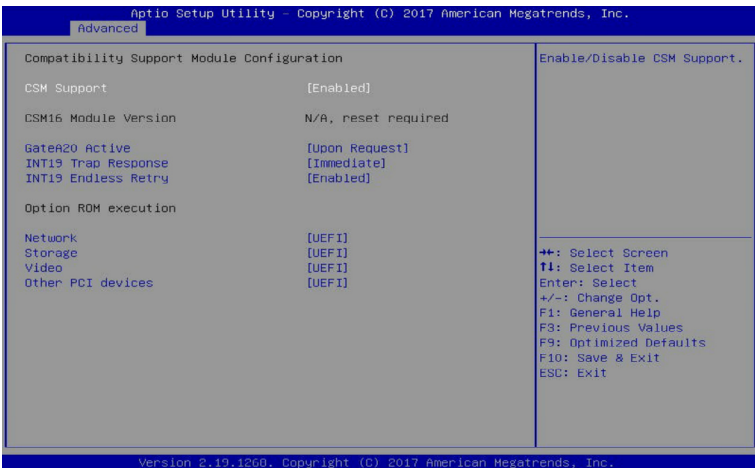 Aptio Setup Utility – Copyright (C) 2017 American Megatrends, Inc.
Advanced
Compatibility Support Module Configuration
CSM Support [Enabled]
CSM16 Module Version N/A, reset required
GateA20 Active [Upon Request]
INT19 Trap Response [Immediate]
INT19 Endless Retry [Enabled]
Option ROM execution
Network [UEFI]
Storage [UEFI]
Video [UEFI]
Other PCI devices [UEFI]
Enable/Disable CSM Support.
→←: Select Screen
↑↓: Select Item
Enter: Select
+/-: Change Opt.
F1: General Help
F3: Previous Values
F9: Optimized Defaults
F10: Save & Exit
ESC: Exit
Version 2.19.1260. Copyright (C) 2017 American Megatrends, Inc.